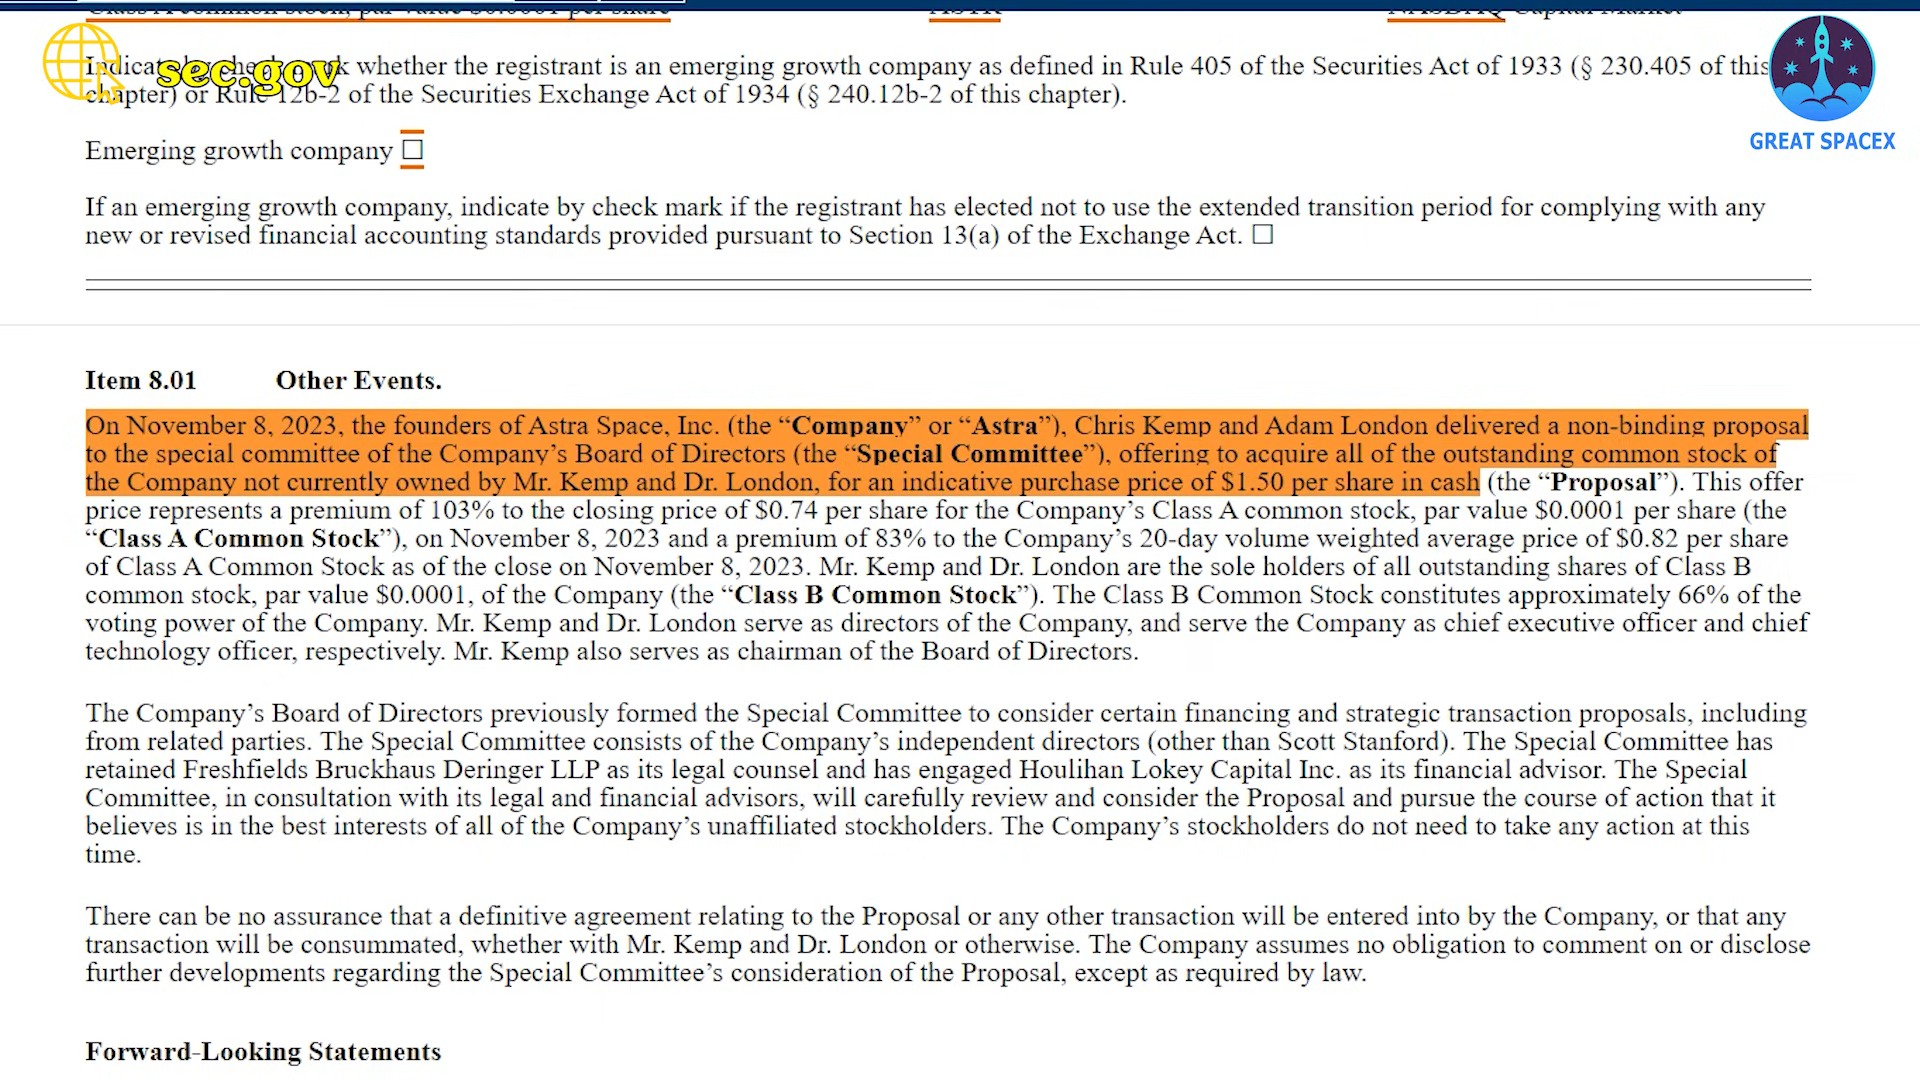 Class A common stock, par value $0.0001 per share ASTR NASDAQ Capital Market
sec.gov
Indicate by check mark whether the registrant is an emerging growth company as defined in Rule 405 of the Securities Act of 1933 (§ 230.405 of this
chapter) or Rule 12b-2 of the Securities Exchange Act of 1934 (§ 240.12b-2 of this chapter).
GREAT SPACEX
Emerging growth company ☐
If an emerging growth company, indicate by check mark if the registrant has elected not to use the extended transition period for complying with any
new or revised financial accounting standards provided pursuant to Section 13(a) of the Exchange Act. ☐
Item 8.01 Other Events.
On November 8, 2023, the founders of Astra Space, Inc. (the “Company” or “Astra”), Chris Kemp and Adam London delivered a non-binding proposal
to the special committee of the Company’s Board of Directors (the “Special Committee”), offering to acquire all of the outstanding common stock of
the Company not currently owned by Mr. Kemp and Dr. London, for an indicative purchase price of $1.50 per share in cash (the “Proposal”). This offer
price represents a premium of 103% to the closing price of $0.74 per share for the Company’s Class A common stock, par value $0.0001 per share (the
“Class A Common Stock”), on November 8, 2023 and a premium of 83% to the Company’s 20-day volume weighted average price of $0.82 per share
of Class A Common Stock as of the close on November 8, 2023. Mr. Kemp and Dr. London are the sole holders of all outstanding shares of Class B
common stock, par value $0.0001, of the Company (the “Class B Common Stock”). The Class B Common Stock constitutes approximately 66% of the
voting power of the Company. Mr. Kemp and Dr. London serve as directors of the Company, and serve the Company as chief executive officer and chief
technology officer, respectively. Mr. Kemp also serves as chairman of the Board of Directors.
The Company’s Board of Directors previously formed the Special Committee to consider certain financing and strategic transaction proposals, including
from related parties. The Special Committee consists of the Company’s independent directors (other than Scott Stanford). The Special Committee has
retained Freshfields Bruckhaus Deringer LLP as its legal counsel and has engaged Houlihan Lokey Capital Inc. as its financial advisor. The Special
Committee, in consultation with its legal and financial advisors, will carefully review and consider the Proposal and pursue the course of action that it
believes is in the best interests of all of the Company’s unaffiliated stockholders. The Company’s stockholders do not need to take any action at this
time.
There can be no assurance that a definitive agreement relating to the Proposal or any other transaction will be entered into by the Company, or that any
transaction will be consummated, whether with Mr. Kemp and Dr. London or otherwise. The Company assumes no obligation to comment on or disclose
further developments regarding the Special Committee’s consideration of the Proposal, except as required by law.
Forward-Looking Statements